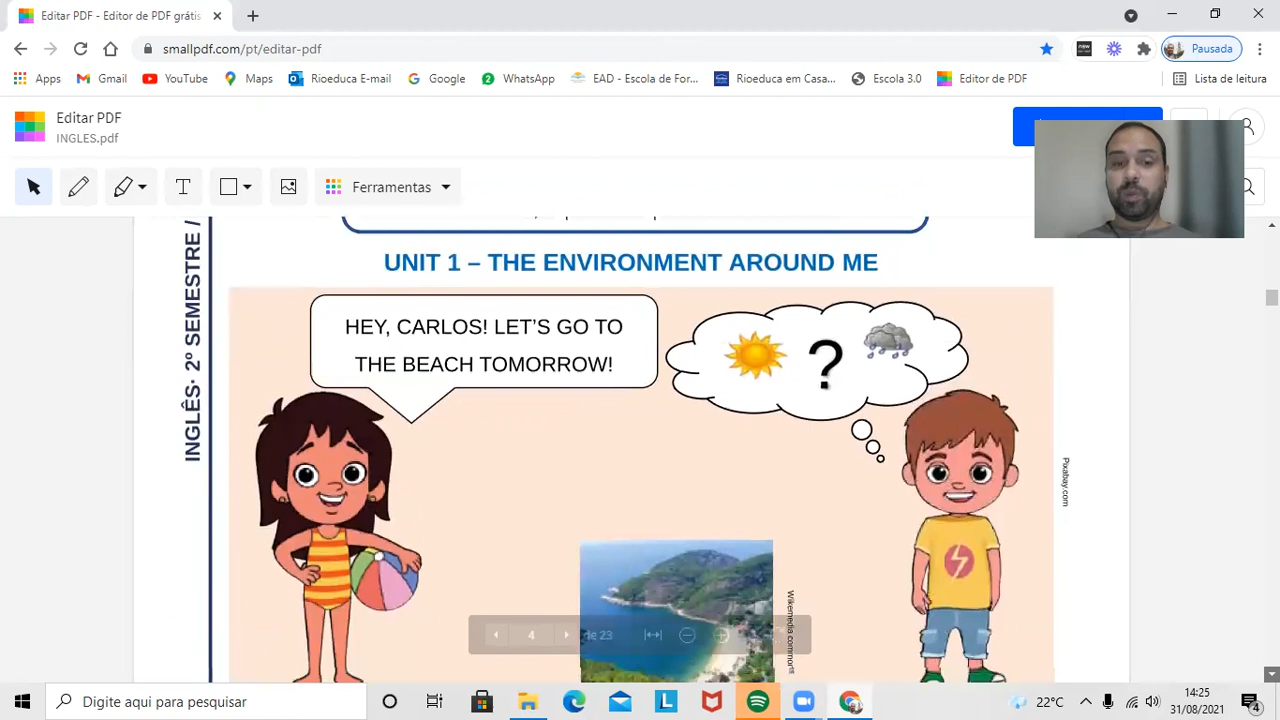 Editar PDF - Editor de PDF grátis
smallpdf.com/pt/editar-pdf
Pausada
Apps
Gmail
YouTube
Maps
Rioeduca E-mail
Google
2 WhatsApp
EAD - Escola de For...
Rioeduca em Casa...
Escola 3.0
Editor de PDF
Lista de leitura
Editar PDF
INGLES.pdf
T
Ferramentas
INGLÊS· 2º SEMESTRE /
UNIT 1 – THE ENVIRONMENT AROUND ME
HEY, CARLOS! LET'S GO TO
THE BEACH TOMORROW!
?
Pixabay.com
4 de 23
Digite aqui para pesquisar
22°C
14:25
31/08/2021
4